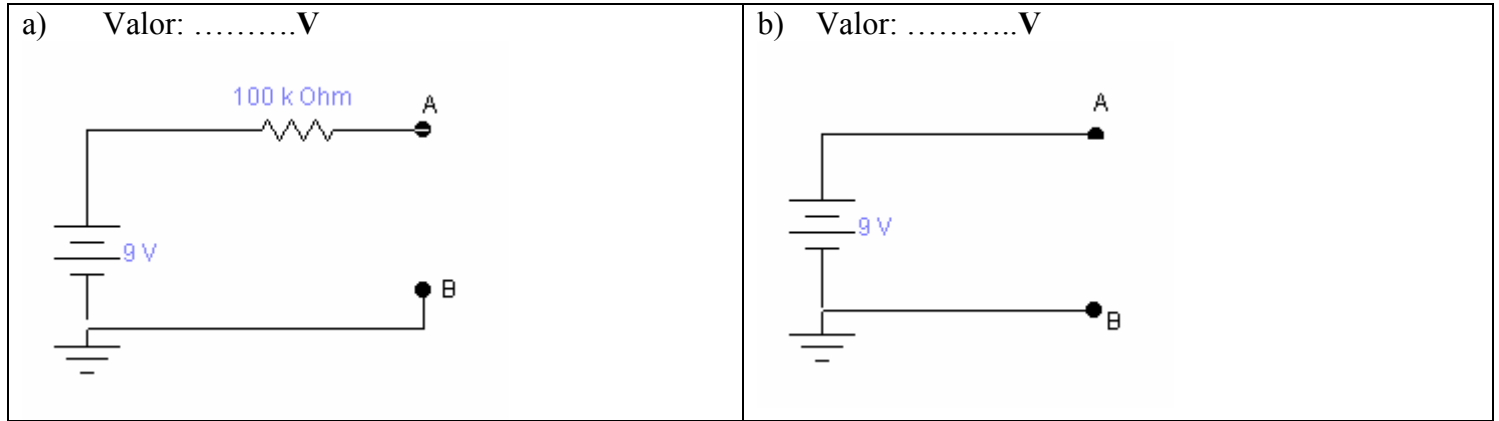 a) Valor: ……….V
100 k Ohm
A
9 V
B
b) Valor: ………..V
A
9 V
B